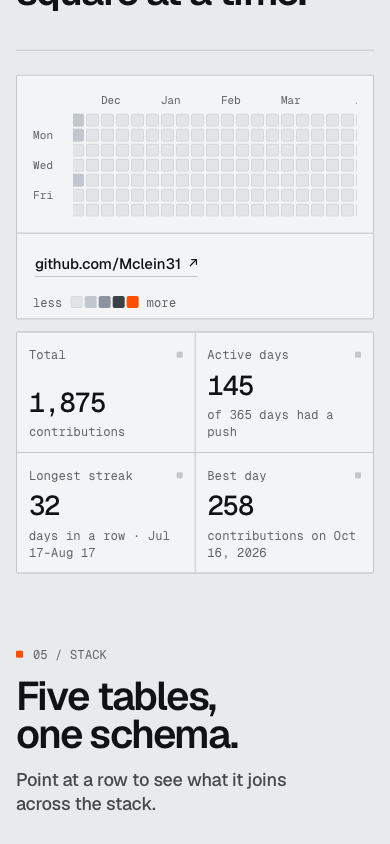 square at a time.
Dec Jan Feb Mar
Mon
Wed
Fri
github.com/Mclein31 ↗
less more
Total
1,875
contributions
Active days
145
of 365 days had a
push
Longest streak
32
days in a row · Jul
17–Aug 17
Best day
258
contributions on Oct
16, 2026
05 / STACK
Five tables,
one schema.
Point at a row to see what it joins
across the stack.